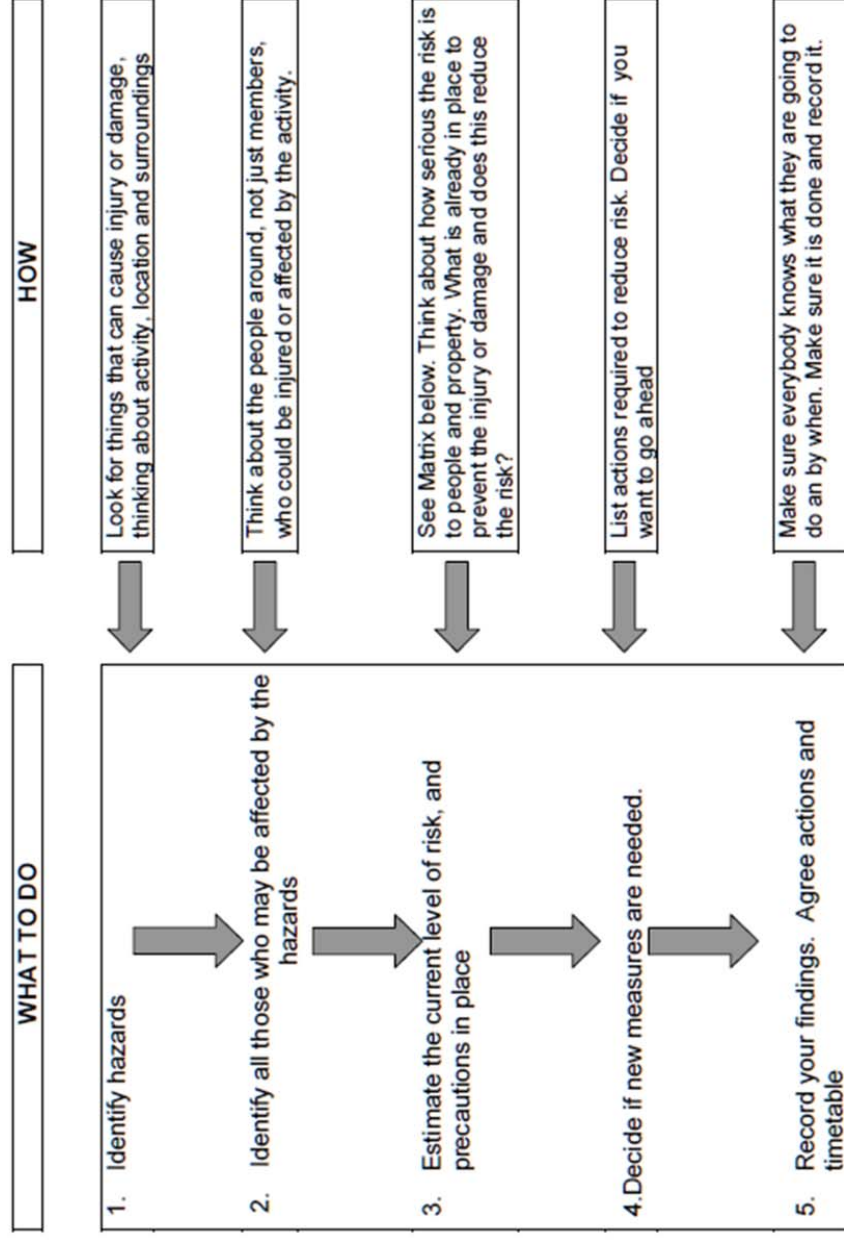 WHAT TO DO
HOW
1. Identify hazards
Look for things that can cause injury or damage,
thinking about activity, location and surroundings
2. Identify all those who may be affected by the
hazards
Think about the people around, not just members,
who could be injured or affected by the activity.
3. Estimate the current level of risk, and
precautions in place
See Matrix below. Think about how serious the risk is
to people and property. What is already in place to
prevent the injury or damage and does this reduce
the risk?
4.Decide if new measures are needed.
List actions required to reduce risk. Decide if you
want to go ahead
5. Record your findings. Agree actions and
timetable
Make sure everybody knows what they are going to
do an by when. Make sure it is done and record it.